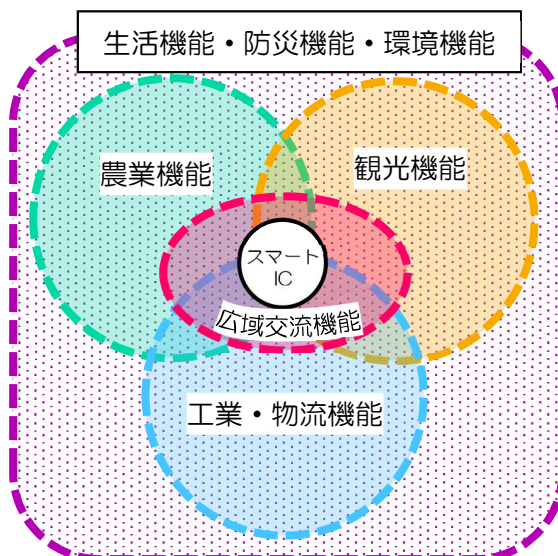 生活機能・防災機能・環境機能
農業機能
観光機能
スマート
IC
広域交流機能
工業・物流機能